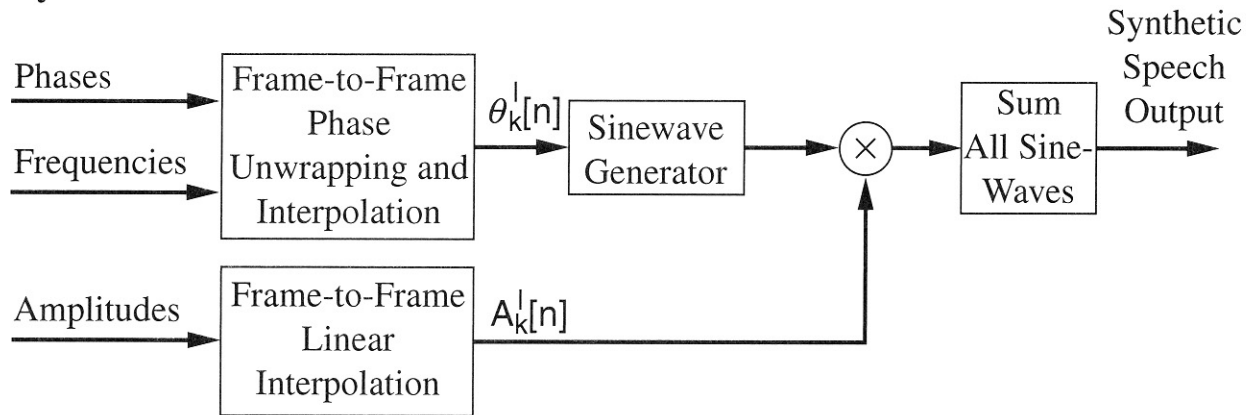 Phases
Frequencies
Frame-to-Frame
Phase
Unwrapping and
Interpolation
θ_k^l[n]
Sinewave
Generator
×
Sum
All Sine-
Waves
Synthetic
Speech
Output
Amplitudes
Frame-to-Frame
Linear
Interpolation
A_k^l[n]